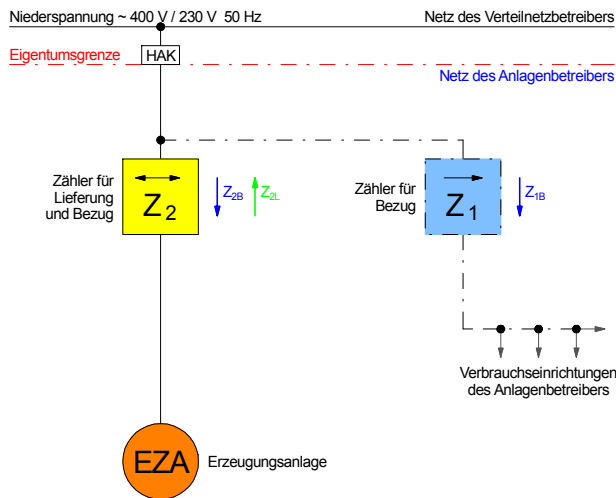 Niederspannung ~ 400 V / 230 V 50 Hz
Netz des Verteilnetzbetreibers
Eigentumsgrenze
HAK
Netz des Anlagenbetreibers
Zähler für
Lieferung
und Bezug
Z2
Z2B
Z2L
Zähler für
Bezug
Z1
Z1B
Verbrauchseinrichtungen
des Anlagenbetreibers
EZA
Erzeugungsanlage